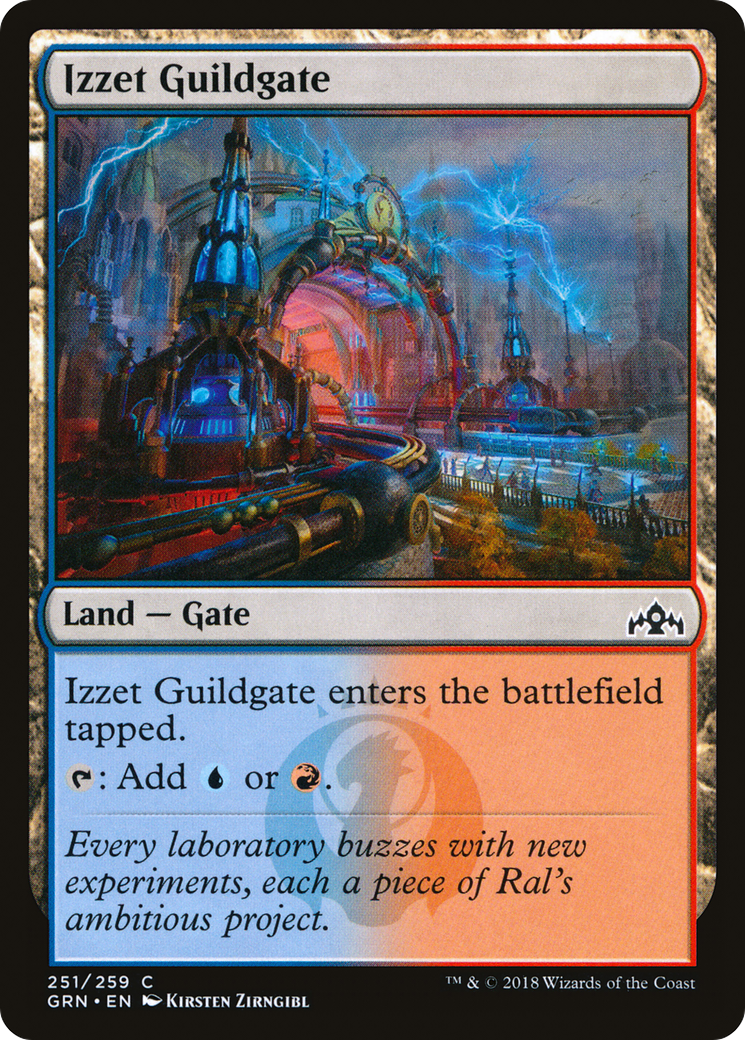 Izzet Guildgate
Land — Gate
Izzet Guildgate enters the battlefield
tapped.
: Add or .
Every laboratory buzzes with new
experiments, each a piece of Ral's
ambitious project.
251/259 C
™ & © 2018 Wizards of the Coast
GRN • EN Kirsten Zirngibl